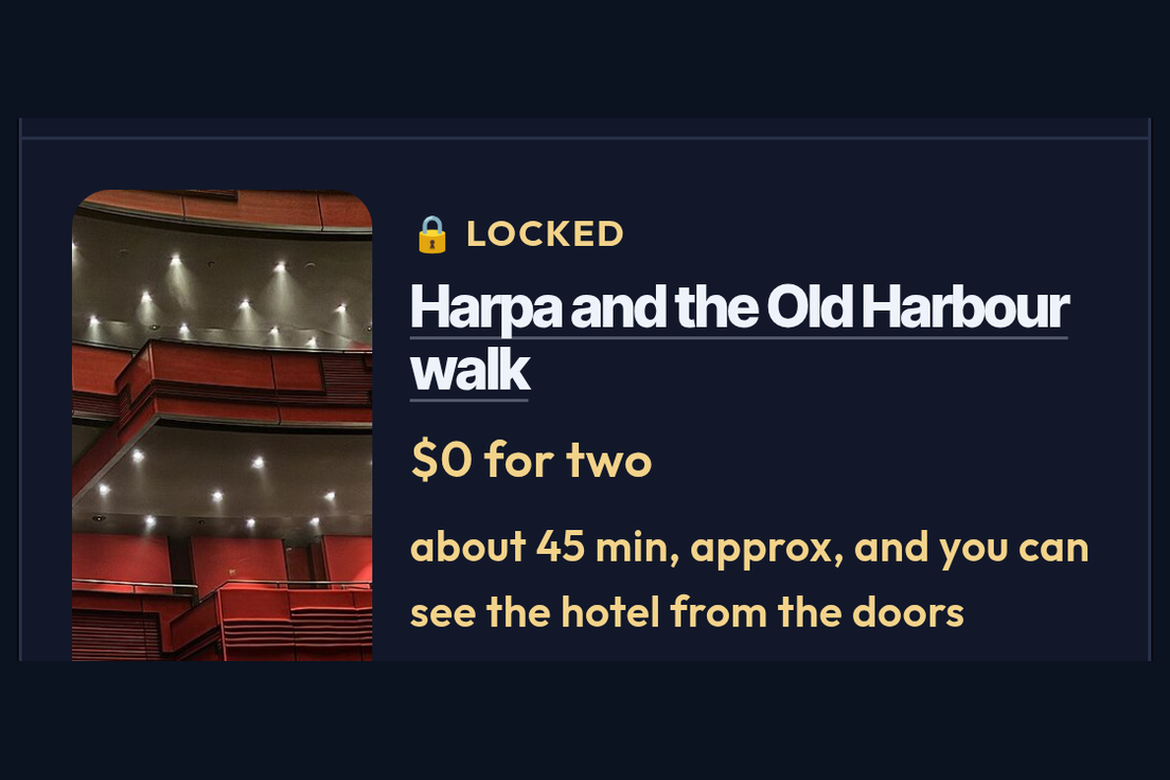 🔒 LOCKED
Harpa and the Old Harbour
walk
$0 for two
about 45 min, approx, and you can
see the hotel from the doors